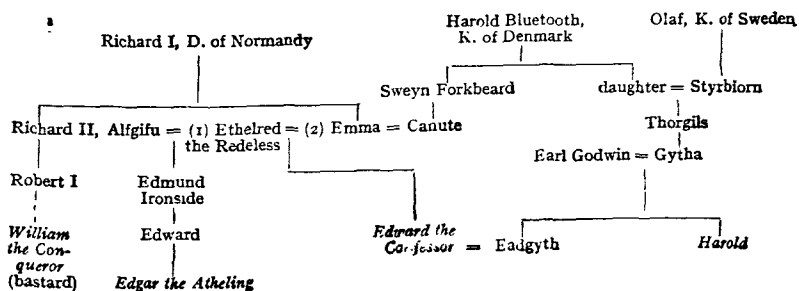 Harold Bluetooth, Olaf, K. of Sweden
Richard I, D. of Normandy K. of Denmark
Sweyn Forkbeard daughter = Styrbiorn
Richard II, Alfgifu = (1) Ethelred = (2) Emma = Canute Thorgils
the Redeless
Earl Godwin = Gytha
Robert I Edmund
Ironside
William Edward Edward the
the Con- Confessor = Eadgyth Harold
queror
(bastard) Edgar the Atheling